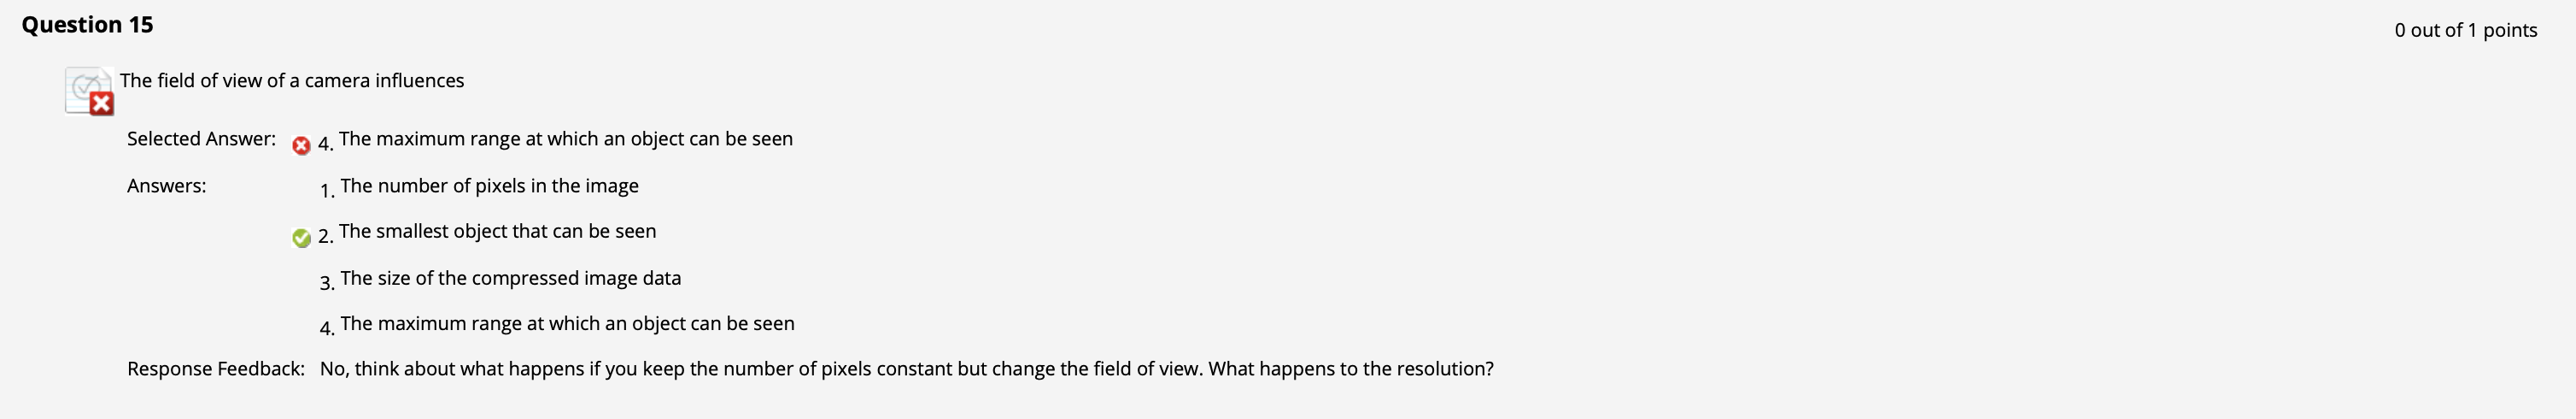 Question 15
0 out of 1 points
The field of view of a camera influences
Selected Answer: 4. The maximum range at which an object can be seen
Answers: 1. The number of pixels in the image
2. The smallest object that can be seen
3. The size of the compressed image data
4. The maximum range at which an object can be seen
Response Feedback: No, think about what happens if you keep the number of pixels constant but change the field of view. What happens to the resolution?